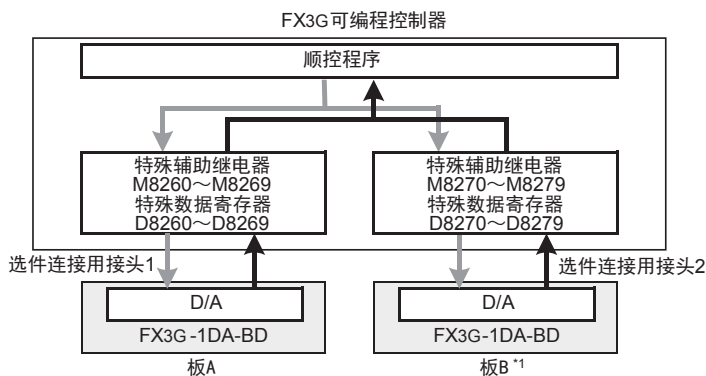 FX3G可编程控制器
顺控程序
特殊辅助继电器
M8260～M8269
特殊数据寄存器
D8260～D8269
特殊辅助继电器
M8270～M8279
特殊数据寄存器
D8270～D8279
选件连接用接头1
选件连接用接头2
D/A
FX3G-1DA-BD
板A
D/A
FX3G-1DA-BD
板B *1